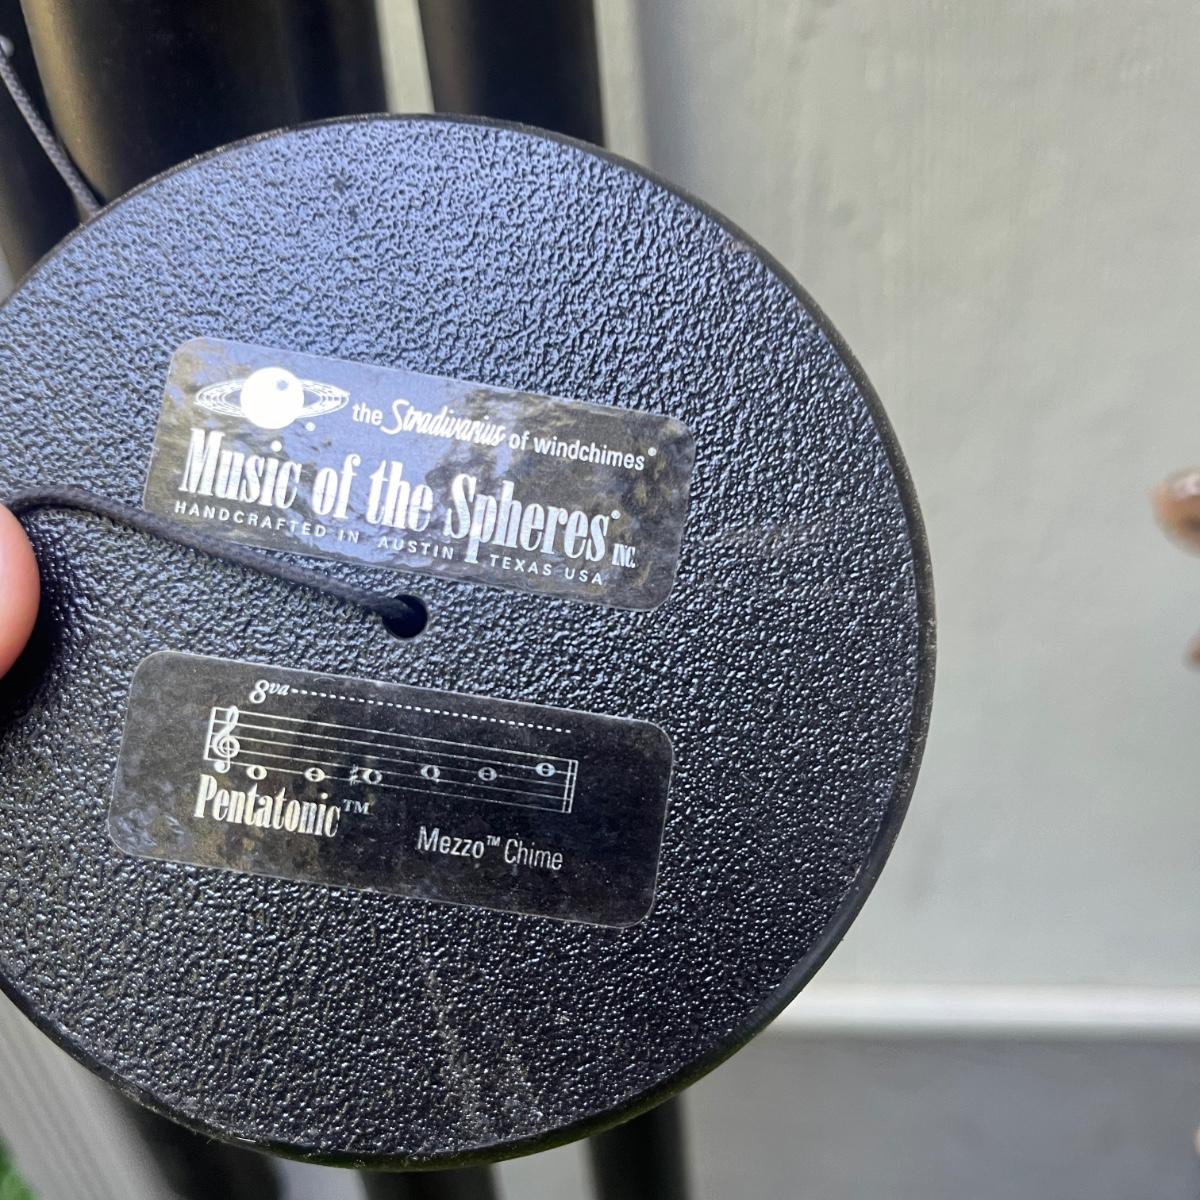 the Stradivarius of windchimes®
Music of the Spheres® INC.
HANDCRAFTED IN AUSTIN TEXAS USA
8va
Pentatonic™
Mezzo™ Chime